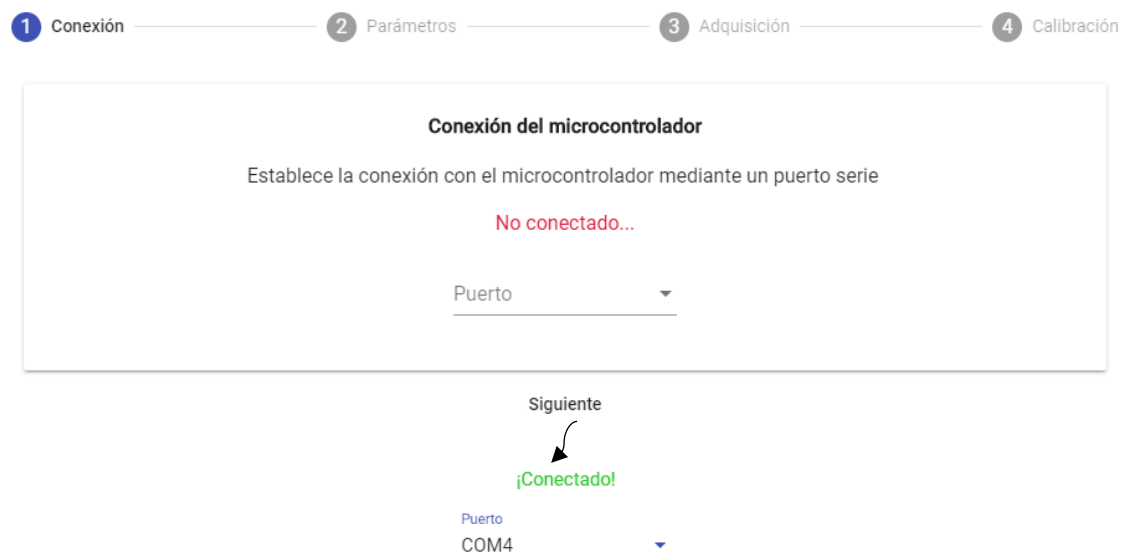 1 Conexión 2 Parámetros 3 Adquisición 4 Calibración
Conexión del microcontrolador
Establece la conexión con el microcontrolador mediante un puerto serie
No conectado...
Puerto
Siguiente
¡Conectado!
Puerto
COM4